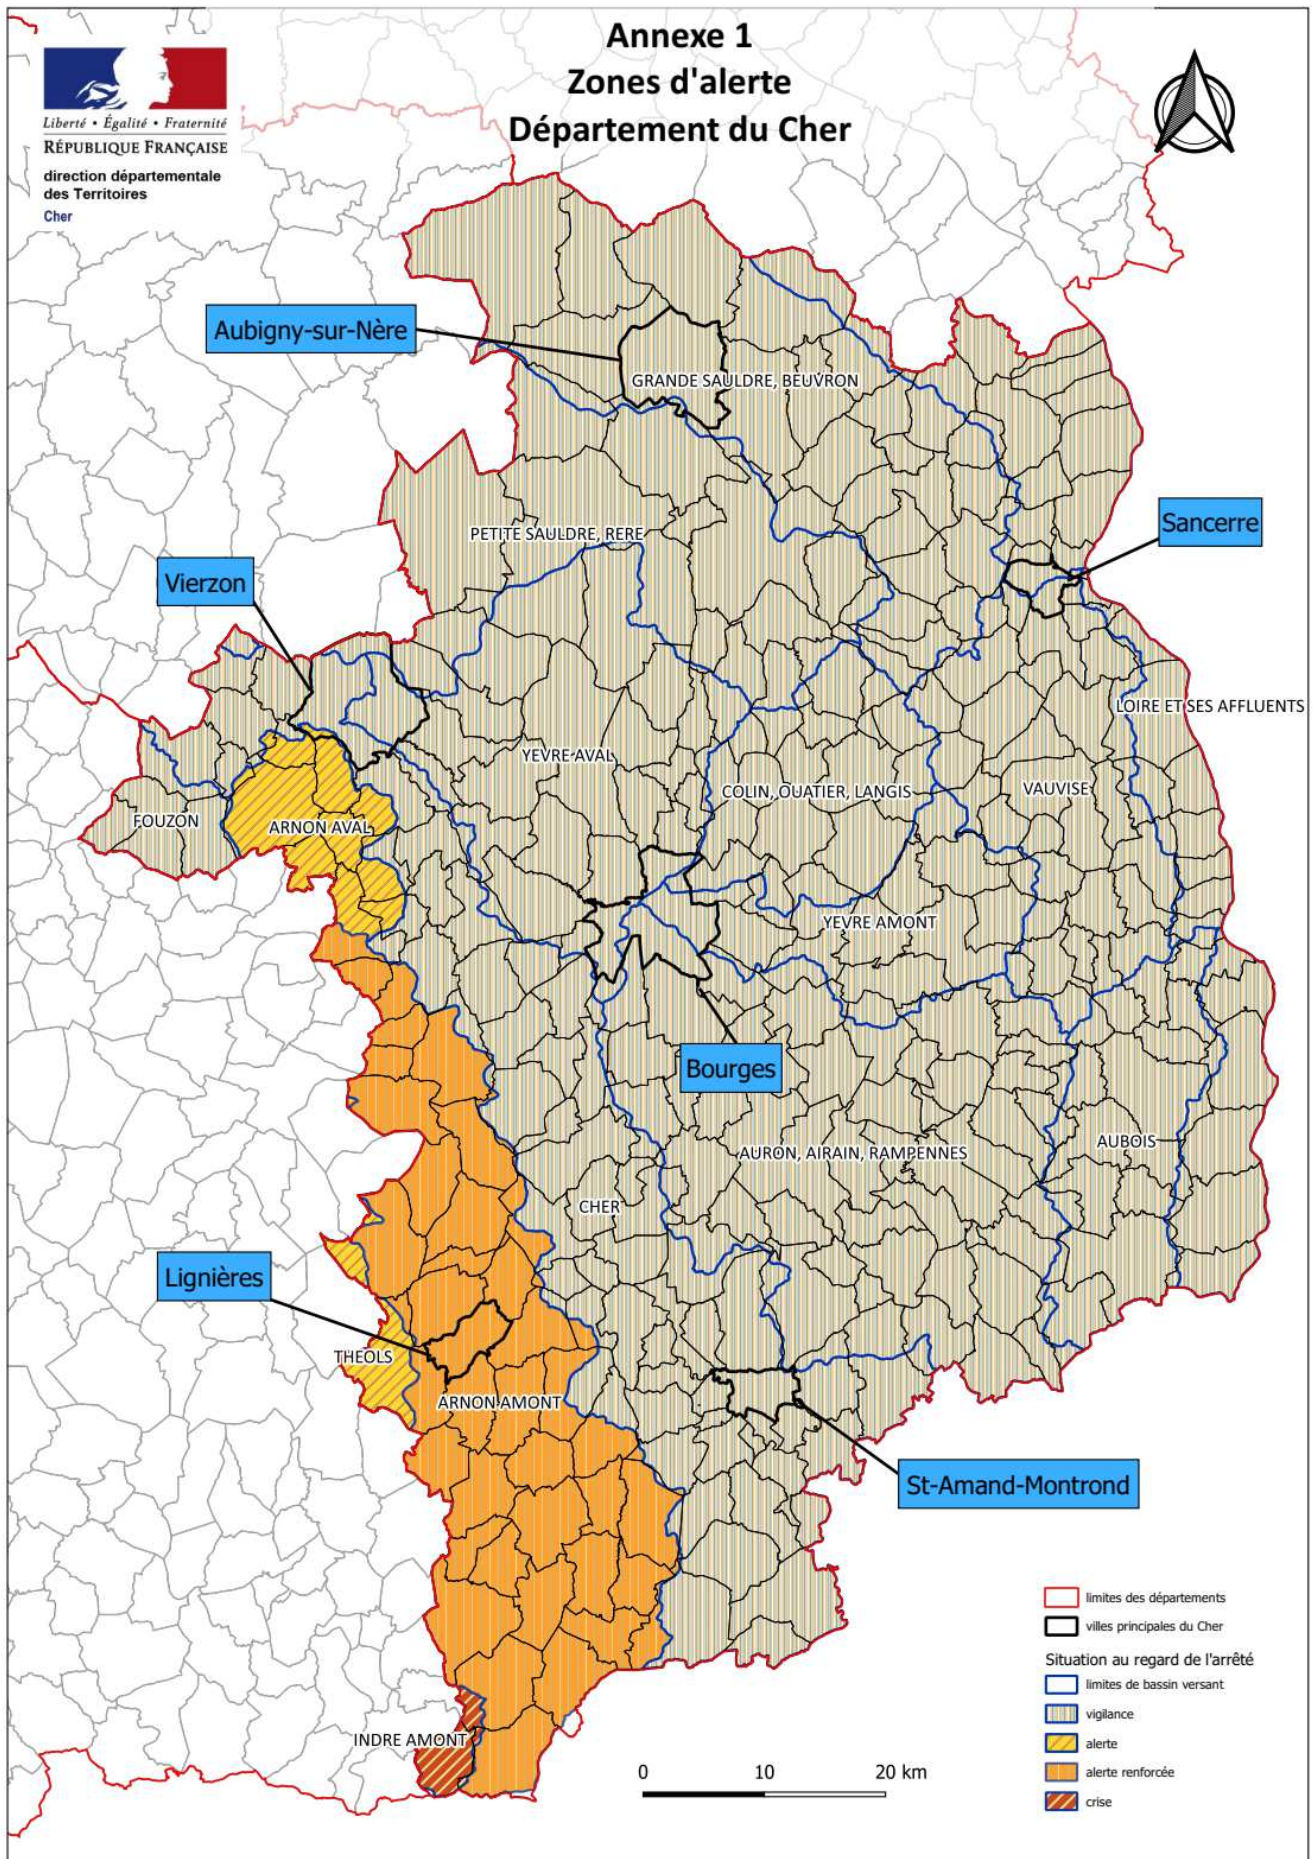 Annexe 1
Zones d'alerte
Département du Cher
Liberté • Égalité • Fraternité
RÉPUBLIQUE FRANÇAISE
direction départementale
des Territoires
Cher
Aubigny-sur-Nère
GRANDE SAULDRE, BEUVRON
Sancerre
PETITE SAULDRE, RERE
Vierzon
LOIRE ET SES AFFLUENTS
YEVRE AVAL
COLIN, OUATIER, LANGIS
VAUVISE
FOUZON
ARNON AVAL
YEVRE AMONT
Bourges
AUBOIS
AURON, AIRAIN, RAMPENNES
CHER
Lignières
THEOLS
ARNON AMONT
St-Amand-Montrond
INDRE AMONT
limites des départements
villes principales du Cher
Situation au regard de l'arrêté
limites de bassin versant
vigilance
alerte
alerte renforcée
crise
0 10 20 km